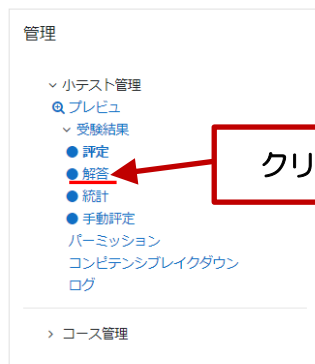 管理
小テスト管理
プレビュ
受験結果
評定
解答
統計
手動評定
パーミッション
コンピテンシブレイクダウン
ログ
コース管理
クリ